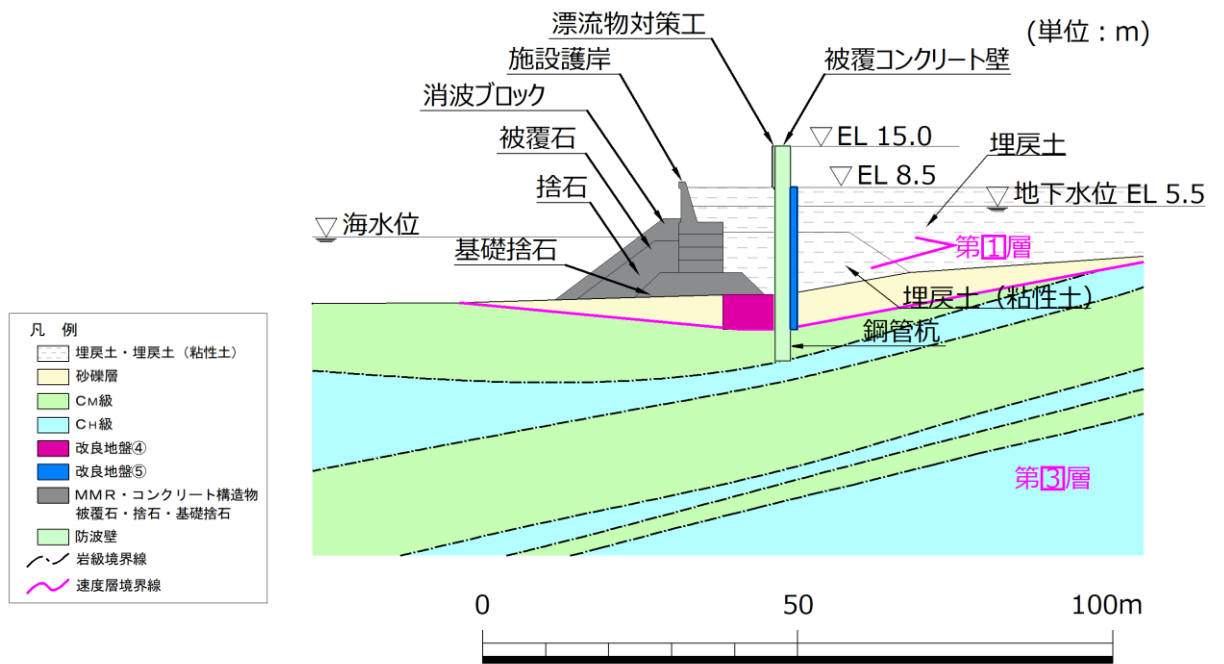 (単位：m)
漂流物対策工
被覆コンクリート壁
施設護岸
消波ブロック
被覆石
捨石
基礎捨石
海水位
EL 15.0
EL 8.5
埋戻土
地下水位 EL 5.5
第1層
埋戻土（粘性土）
鋼管杭
第3層
凡　例
埋戻土・埋戻土（粘性土）
砂礫層
CM級
CH級
改良地盤④
改良地盤⑤
MMR・コンクリート構造物
被覆石・捨石・基礎捨石
防波壁
岩級境界線
速度層境界線
0 50 100m